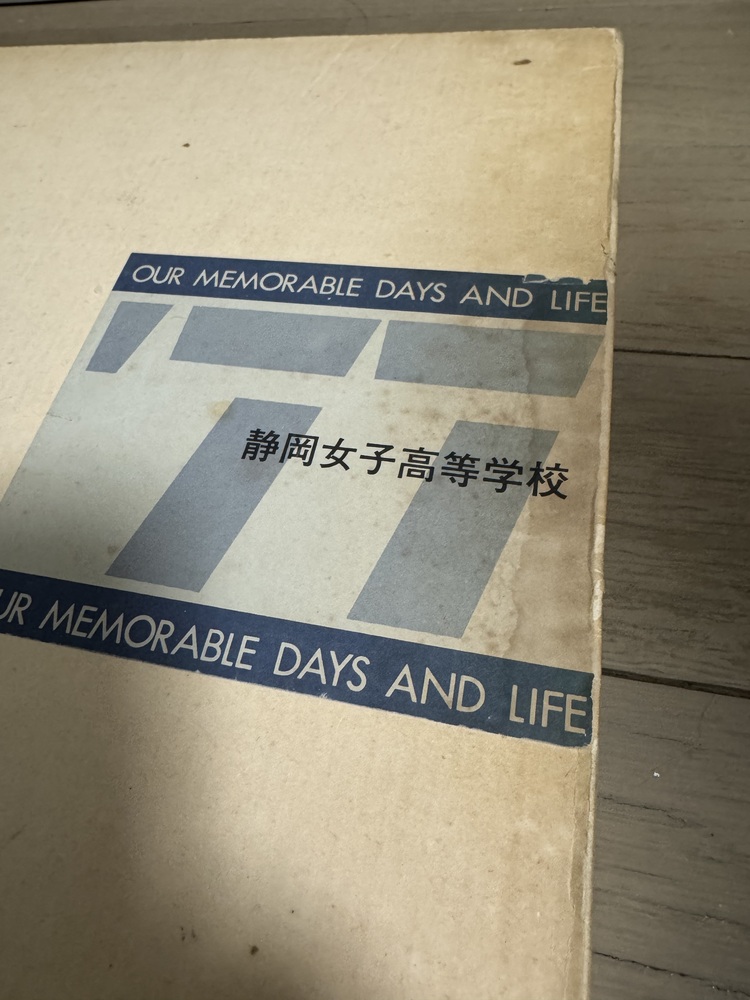 OUR MEMORABLE DAYS AND LIFE
'77
静岡女子高等学校
UR MEMORABLE DAYS AND LIFE